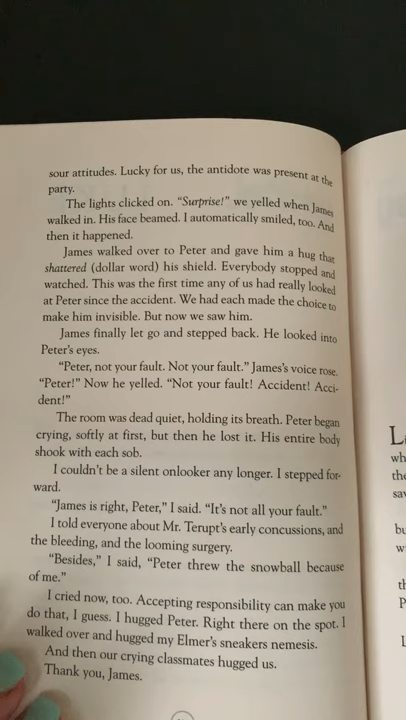 sour attitudes. Lucky for us, the antidote was present at the
party.
The lights clicked on. “Surprise!” we yelled when James
walked in. His face beamed. I automatically smiled, too. And
then it happened.
James walked over to Peter and gave him a hug that
shattered (dollar word) his shield. Everybody stopped and
watched. This was the first time any of us had really looked
at Peter since the accident. We had each made the choice to
make him invisible. But now we saw him.
James finally let go and stepped back. He looked into
Peter’s eyes.
“Peter, not your fault. Not your fault.” James’s voice rose.
“Peter!” Now he yelled. “Not your fault! Accident! Acci-
dent!”
The room was dead quiet, holding its breath. Peter began
crying, softly at first, but then he lost it. His entire body
shook with each sob.
I couldn’t be a silent onlooker any longer. I stepped for-
ward.
“James is right, Peter,” I said. “It’s not all your fault.”
I told everyone about Mr. Terupt’s early concussions, and
the bleeding, and the looming surgery.
“Besides,” I said, “Peter threw the snowball because
of me.”
I cried now, too. Accepting responsibility can make you
do that, I guess. I hugged Peter. Right there on the spot. I
walked over and hugged my Elmer’s sneakers nemesis.
And then our crying classmates hugged us.
Thank you, James.